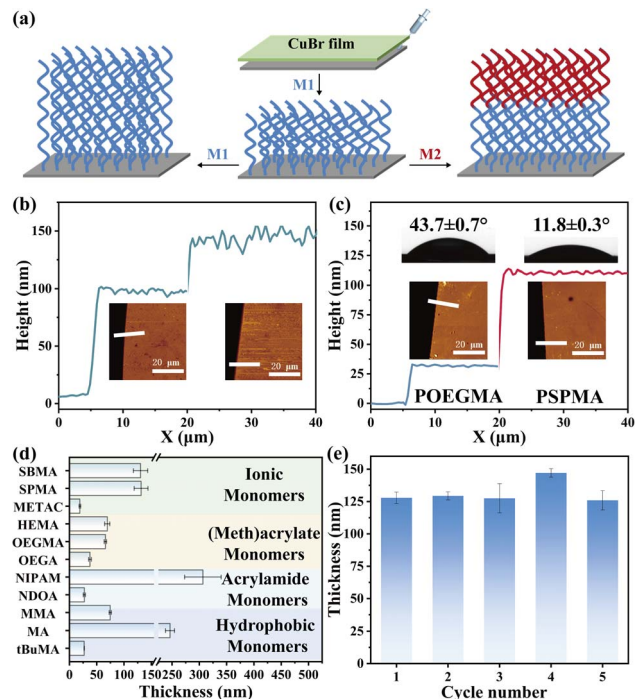 (a)
CuBr film
M1
M1
M2
(b)
Height (nm)
150
100
50
0
20 μm
20 μm
0 10 20 30 40
X (μm)
(c)
Height (nm)
150
125
100
75
50
25
0
43.7±0.7°
11.8±0.3°
20 μm
20 μm
POEGMA
PSPMA
0 10 20 30 40
X (μm)
(d)
SBMA
SPMA
METAC
HEMA
OEGMA
OEGA
NIPAM
NDOA
MMA
MA
tBuMA
Ionic
Monomers
(Meth)acrylate
Monomers
Acrylamide
Monomers
Hydrophobic
Monomers
0 50 100 150 250 300 350 400 450 500
Thickness (nm)
(e)
Thickness (nm)
150
125
100
75
50
25
0
1 2 3 4 5
Cycle number